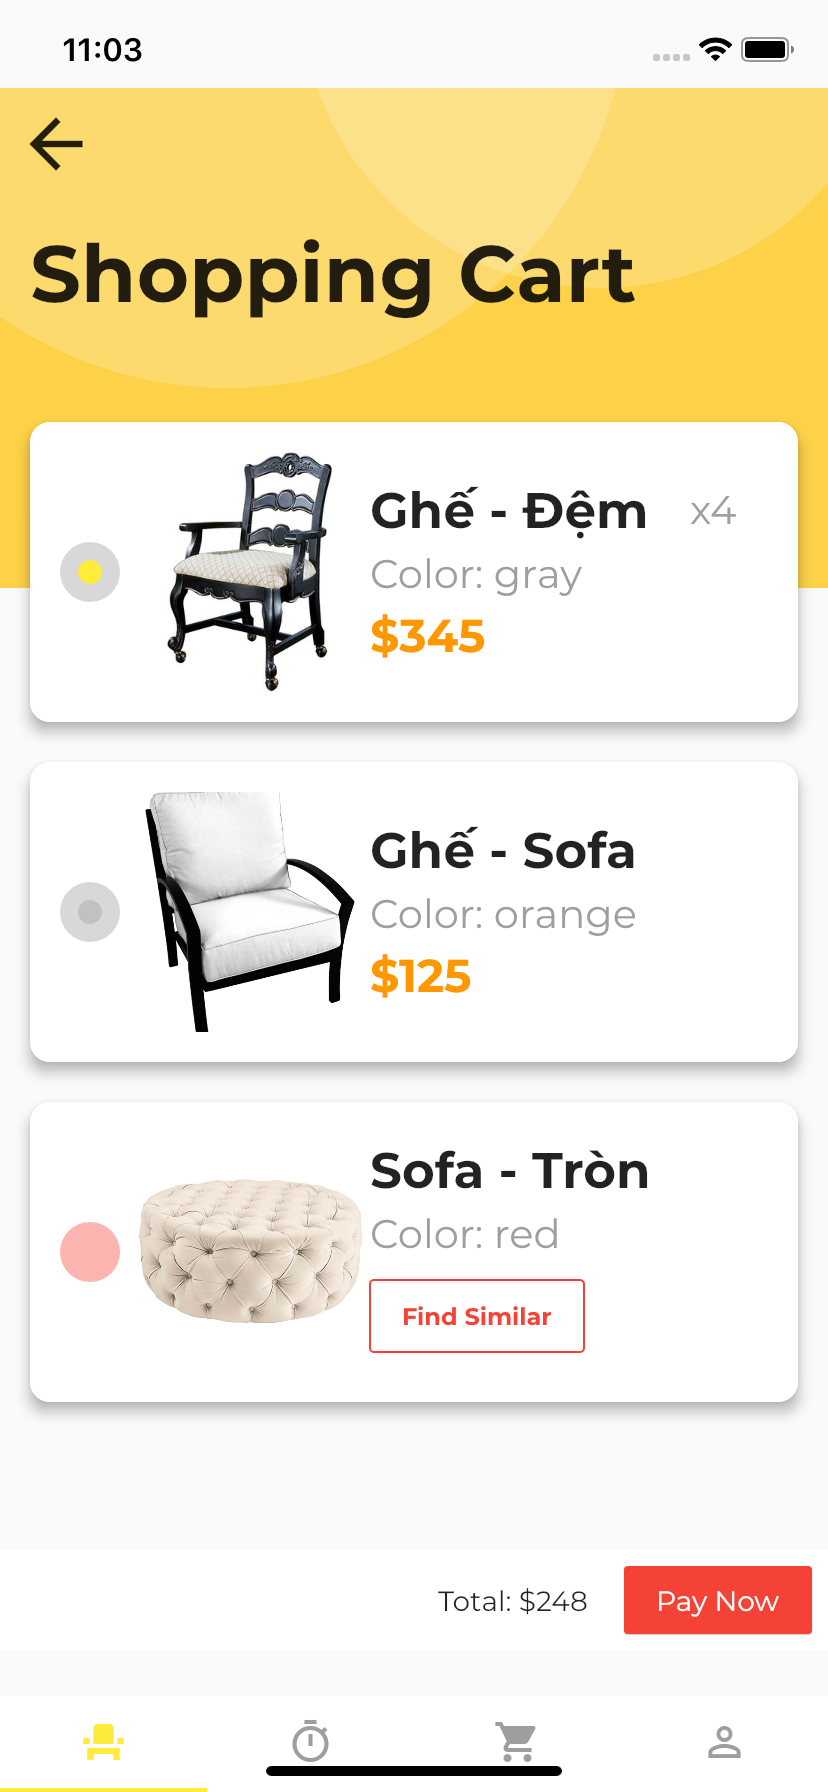 11:03
Shopping Cart
Ghế - Đệm x4
Color: gray
$345
Ghế - Sofa
Color: orange
$125
Sofa - Tròn
Color: red
Find Similar
Total: $248 Pay Now